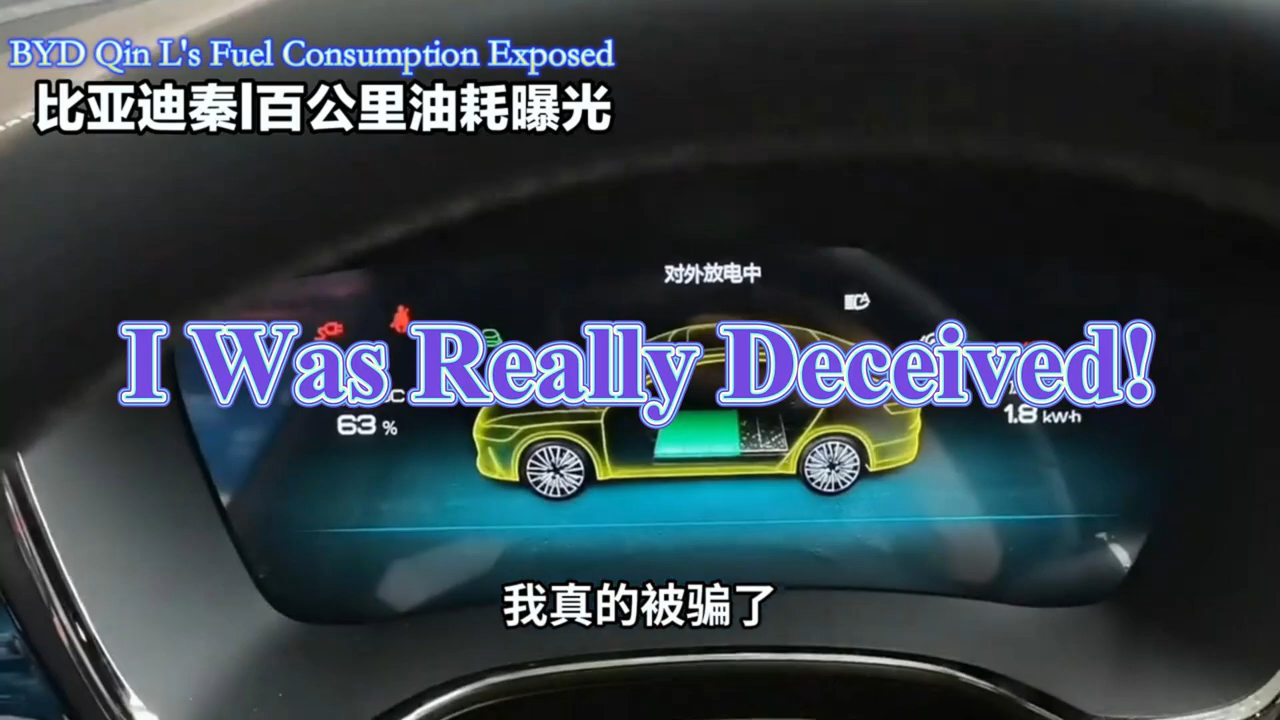 BYD Qin L's Fuel Consumption Exposed
比亚迪秦l百公里油耗曝光
对外放电中
I Was Really Deceived!
63 %
1.8 kW·h
我真的被骗了